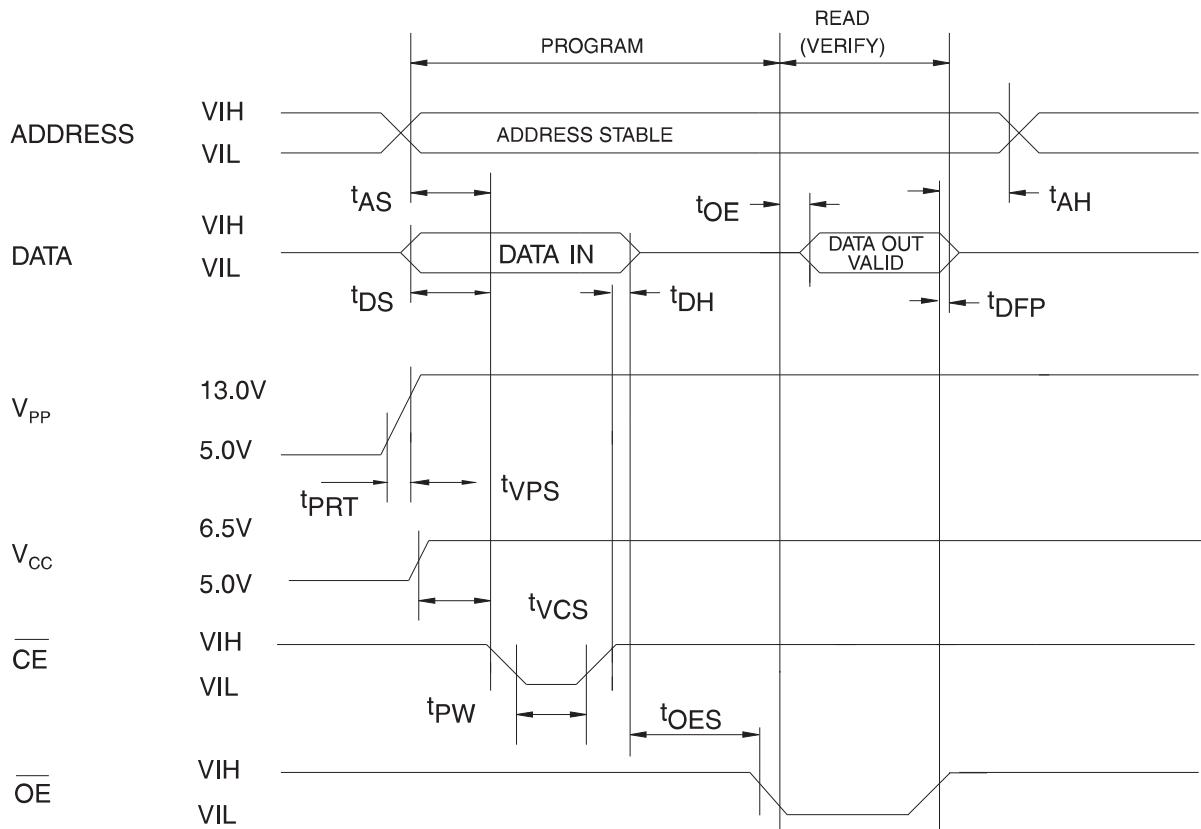 READ
PROGRAM (VERIFY)
VIH
ADDRESS ADDRESS STABLE
VIL
tAS tOE tAH
VIH
DATA DATA IN DATA OUT
VIL VALID
tDS tDH tDFP
13.0V
VPP
5.0V
tPRT tVPS
6.5V
VCC
5.0V
tVCS
VIH
CE
VIL
tPW tOES
VIH
OE
VIL